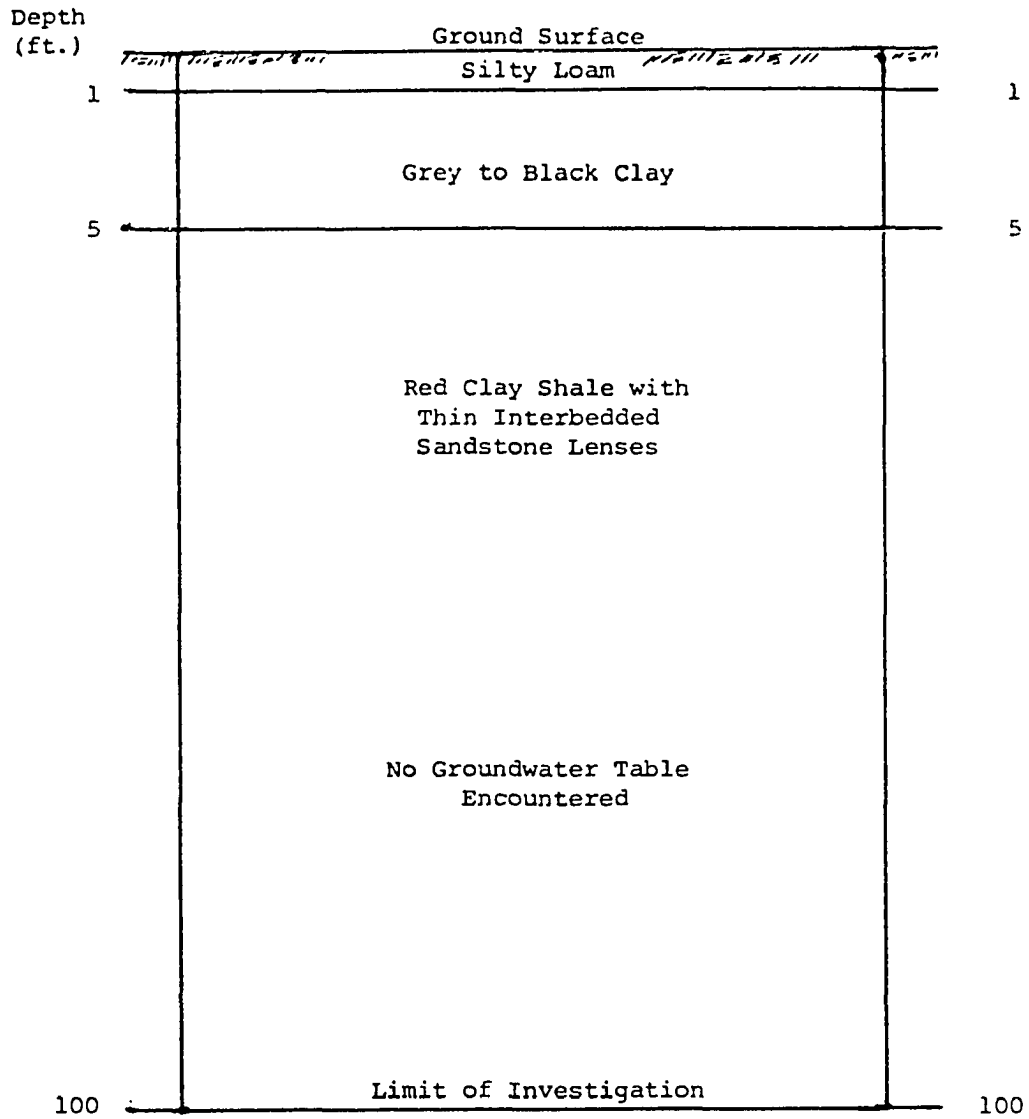 Depth
(ft.)
Ground Surface
Silty Loam
1 1
Grey to Black Clay
5 5
Red Clay Shale with
Thin Interbedded
Sandstone Lenses
No Groundwater Table
Encountered
Limit of Investigation
100 100